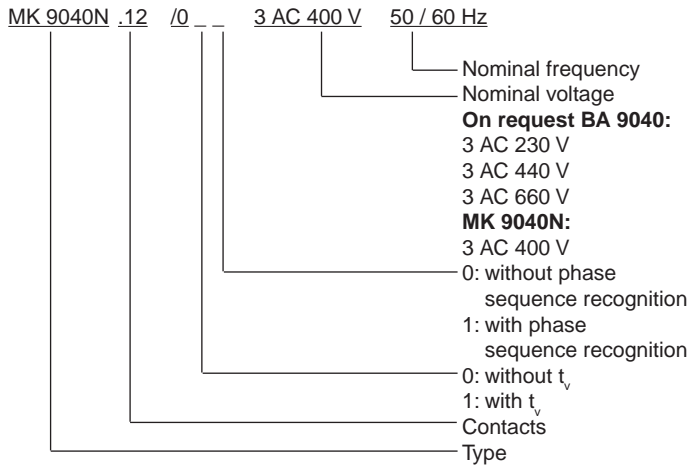 MK 9040N .12 /0 _ _ 3 AC 400 V 50 / 60 Hz
Nominal frequency
Nominal voltage
On request BA 9040:
3 AC 230 V
3 AC 440 V
3 AC 660 V
MK 9040N:
3 AC 400 V
0: without phase
sequence recognition
1: with phase
sequence recognition
0: without tv
1: with tv
Contacts
Type